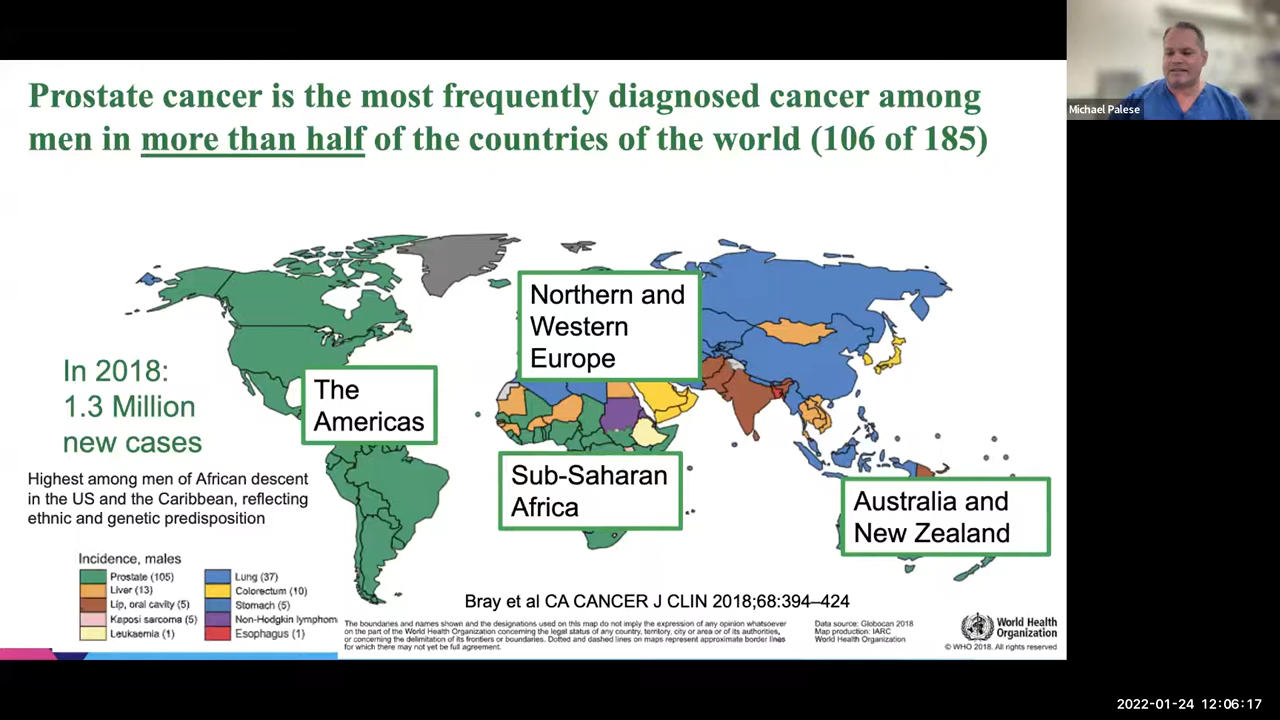 Prostate cancer is the most frequently diagnosed cancer among
men in more than half of the countries of the world (106 of 185)
Michael Palese
Northern and
Western
Europe
In 2018:
1.3 Million
new cases
The
Americas
Highest among men of African descent
in the US and the Caribbean, reflecting
ethnic and genetic predisposition
Sub-Saharan
Africa
Australia and
New Zealand
Incidence, males
Prostate (105)
Liver (13)
Lip, oral cavity (5)
Kaposi sarcoma (5)
Leukaemia (1)
Lung (37)
Colorectum (10)
Stomach (5)
Non-Hodgkin lymphom
Esophagus (1)
Bray et al CA CANCER J CLIN 2018;68:394–424
The boundaries and names shown and the designations used on this map do not imply the expression of any opinion whatsoever
on the part of the World Health Organization concerning the legal status of any country, territory, city or area or of its authorities,
or concerning the delimitation of its frontiers or boundaries. Dotted and dashed lines on maps represent approximate border lines
for which there may not yet be full agreement.
Data source: Globocan 2018
Map production: IARC
World Health Organization
World Health
Organization
© WHO 2018. All rights reserved
2022-01-24 12:06:17